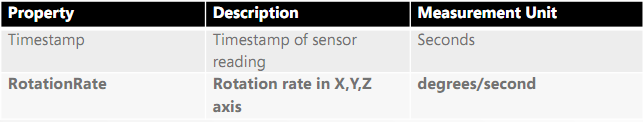 Property Description Measurement Unit
Timestamp Timestamp of sensor Seconds
reading
RotationRate Rotation rate in X,Y,Z degrees/second
axis